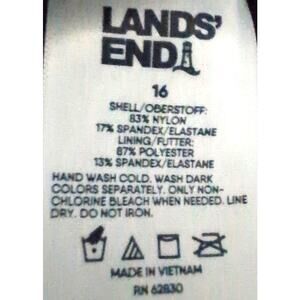 LANDS'
END
16
SHELL/OBERSTOFF:
83% NYLON
17% SPANDEX/ELASTANE
LINING/FUTTER:
87% POLYESTER
13% SPANDEX/ELASTANE
HAND WASH COLD. WASH DARK
COLORS SEPARATELY. ONLY NON-
CHLORINE BLEACH WHEN NEEDED. LINE
DRY. DO NOT IRON.
MADE IN VIETNAM
RN 62830